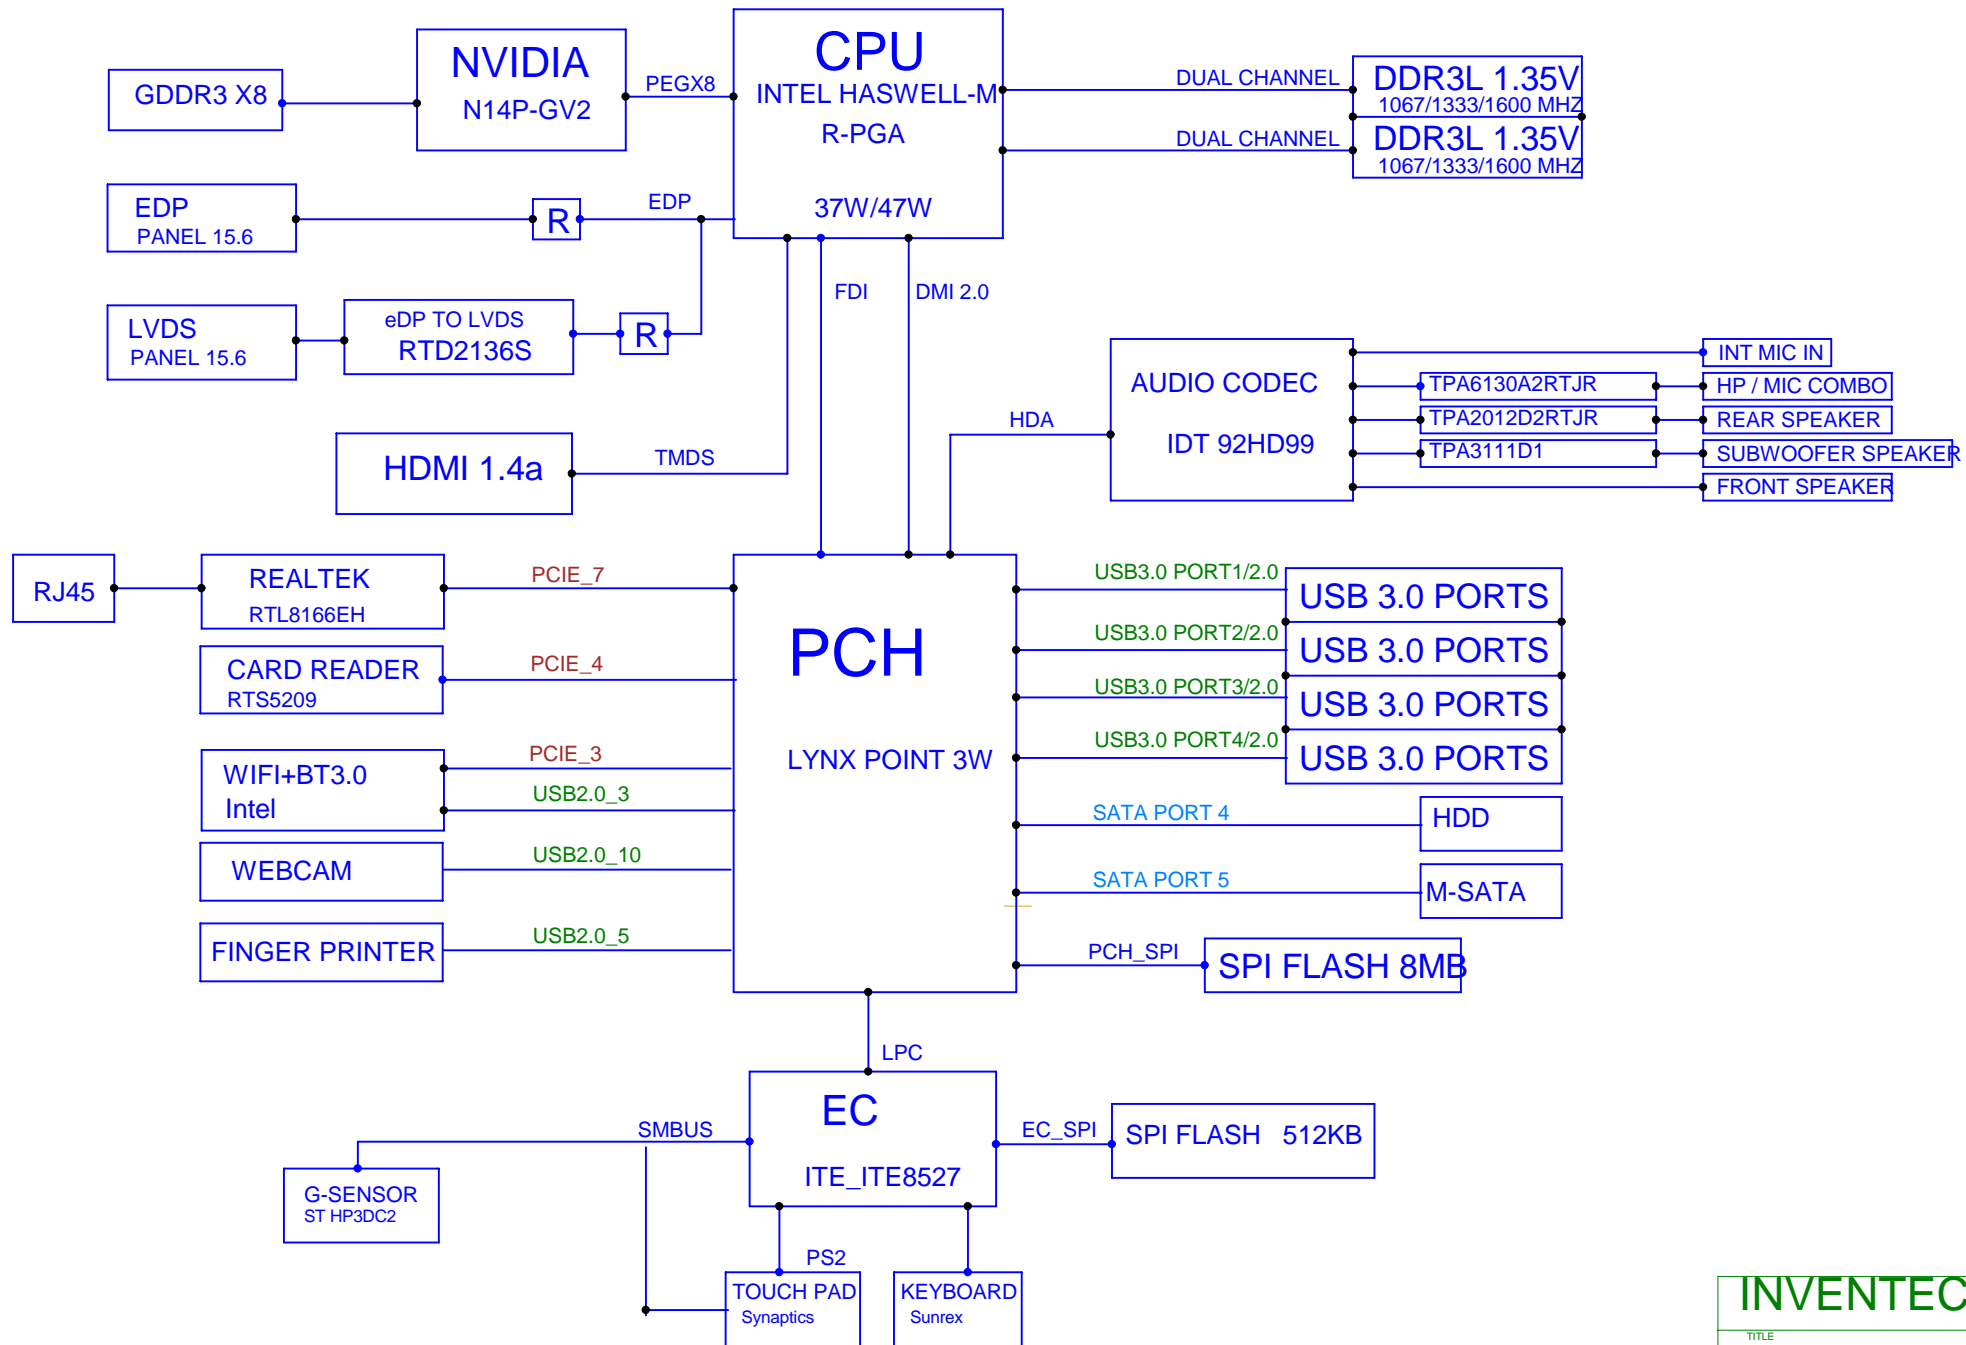 GDDR3 X8
NVIDIA
N14P-GV2
PEGX8
CPU
INTEL HASWELL-M
R-PGA
37W/47W
DUAL CHANNEL
DDR3L 1.35V
1067/1333/1600 MHZ
DUAL CHANNEL
DDR3L 1.35V
1067/1333/1600 MHZ
EDP
PANEL 15.6
R
EDP
LVDS
PANEL 15.6
eDP TO LVDS
RTD2136S
R
FDI
DMI 2.0
HDMI 1.4a
TMDS
HDA
AUDIO CODEC
IDT 92HD99
INT MIC IN
TPA6130A2RTJR
HP / MIC COMBO
TPA2012D2RTJR
REAR SPEAKER
TPA3111D1
SUBWOOFER SPEAKER
FRONT SPEAKER
RJ45
REALTEK
RTL8166EH
PCIE_7
CARD READER
RTS5209
PCIE_4
WIFI+BT3.0
Intel
PCIE_3
USB2.0_3
WEBCAM
USB2.0_10
FINGER PRINTER
USB2.0_5
PCH
LYNX POINT 3W
USB3.0 PORT1/2.0
USB 3.0 PORTS
USB3.0 PORT2/2.0
USB 3.0 PORTS
USB3.0 PORT3/2.0
USB 3.0 PORTS
USB3.0 PORT4/2.0
USB 3.0 PORTS
SATA PORT 4
HDD
SATA PORT 5
M-SATA
PCH_SPI
SPI FLASH 8MB
LPC
EC
ITE_ITE8527
SMBUS
EC_SPI
SPI FLASH 512KB
G-SENSOR
ST HP3DC2
PS2
TOUCH PAD
Synaptics
KEYBOARD
Sunrex
INVENTEC
TITLE